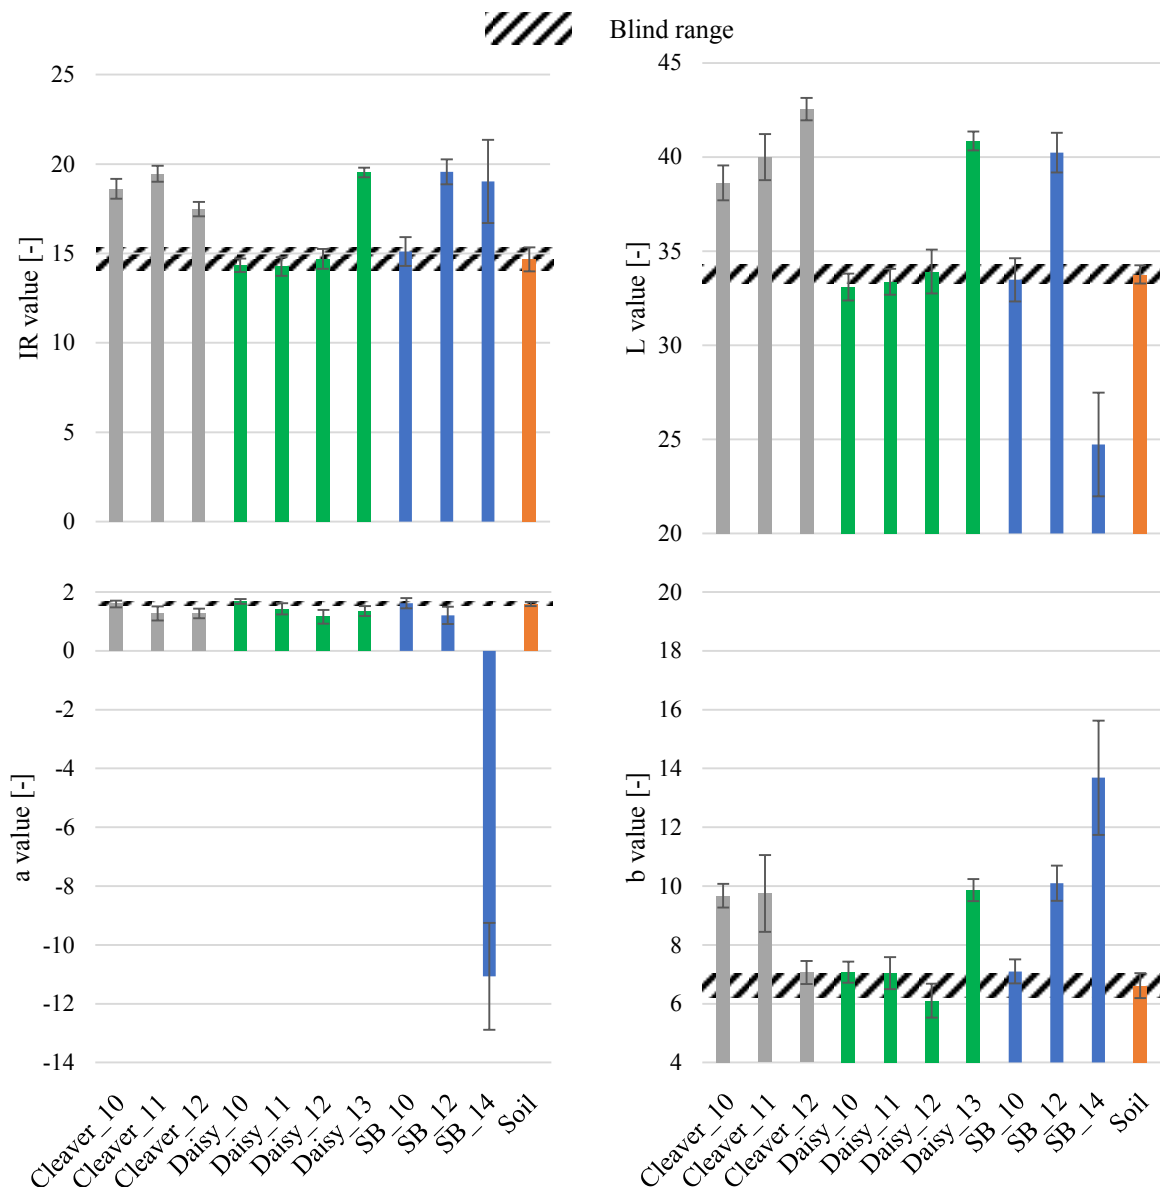 Blind range
25
20
15
10
5
0
IR value [-]
45
40
35
30
25
20
L value [-]
2
0
-2
-4
-6
-8
-10
-12
-14
a value [-]
Cleaver_10
Cleaver_11
Cleaver_12
Daisy_10
Daisy_11
Daisy_12
Daisy_13
SB_10
SB_12
SB_14
Soil
20
18
16
14
12
10
8
6
4
b value [-]
Cleaver_10
Cleaver_11
Cleaver_12
Daisy_10
Daisy_11
Daisy_12
Daisy_13
SB_10
SB_12
SB_14
Soil